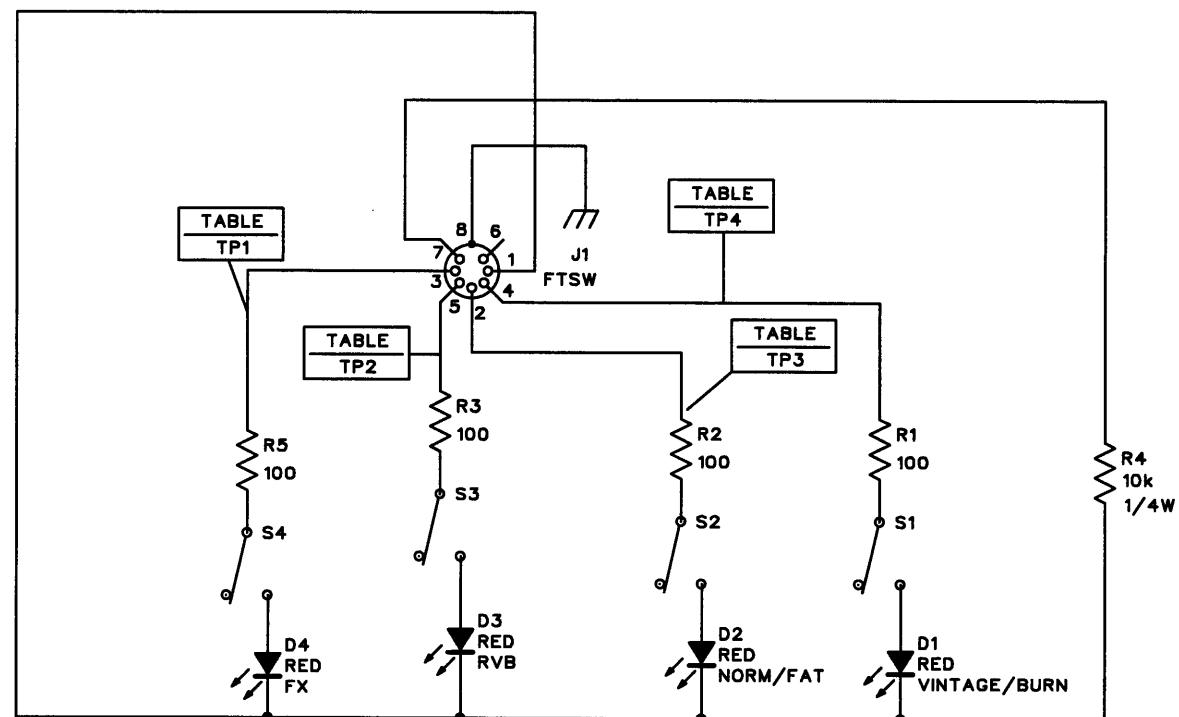 TABLE
TP1
TABLE
TP4
8
6
7
1
3
5
2
4
J1
FTSW
TABLE
TP2
TABLE
TP3
R5
100
R3
100
R2
100
R1
100
R4
10k
1/4W
S4
S3
S2
S1
D4
RED
FX
D3
RED
RVB
D2
RED
NORM/FAT
D1
RED
VINTAGE/BURN